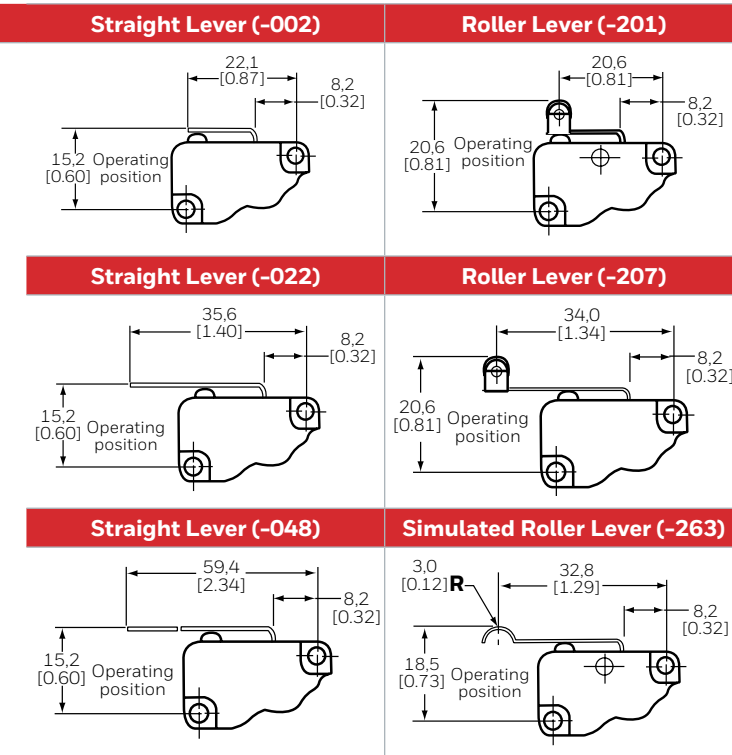 Straight Lever (-002)
22,1
[0.87]
8,2
[0.32]
15,2
[0.60]
Operating
position
Roller Lever (-201)
20,6
[0.81]
8,2
[0.32]
20,6
[0.81]
Operating
position
Straight Lever (-022)
35,6
[1.40]
8,2
[0.32]
15,2
[0.60]
Operating
position
Roller Lever (-207)
34,0
[1.34]
8,2
[0.32]
20,6
[0.81]
Operating
position
Straight Lever (-048)
59,4
[2.34]
8,2
[0.32]
15,2
[0.60]
Operating
position
Simulated Roller Lever (-263)
3,0
[0.12] R
32,8
[1.29]
8,2
[0.32]
18,5
[0.73]
Operating
position